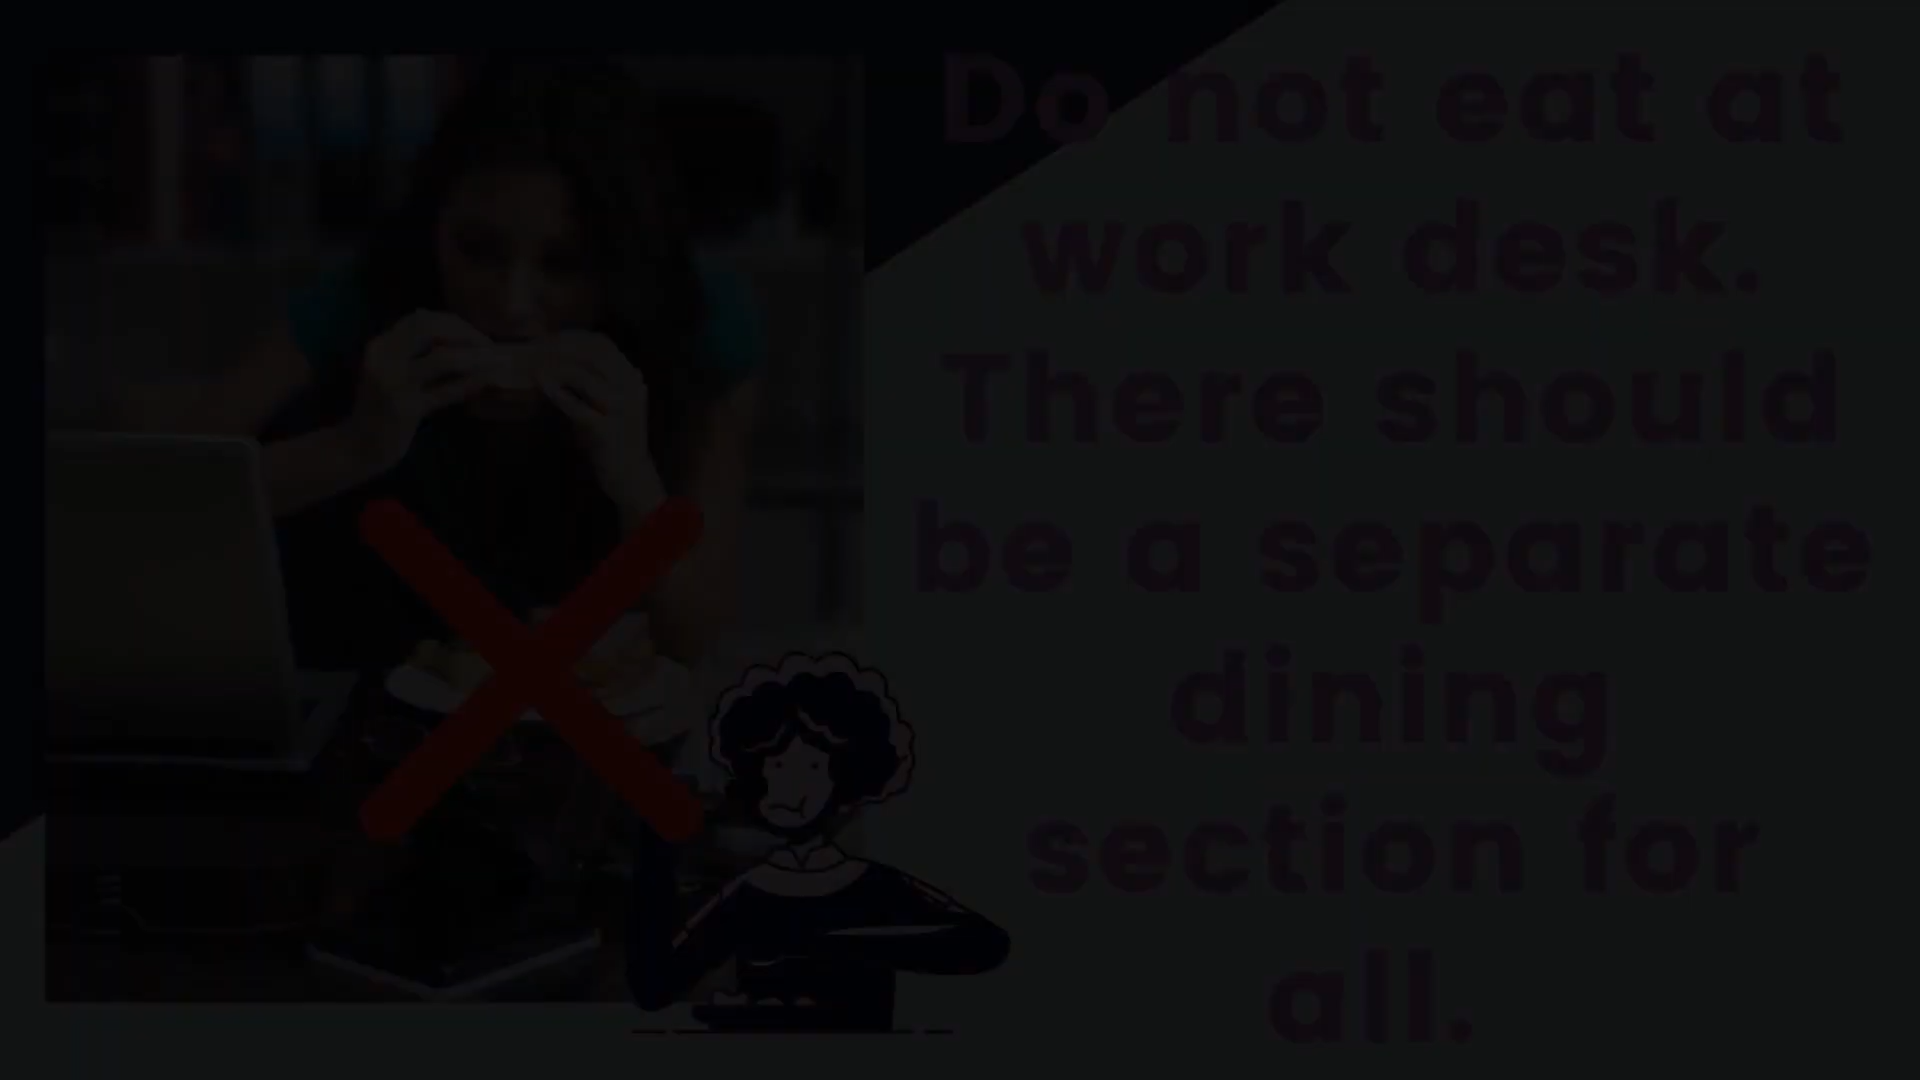 Do not eat at
work desk.
There should
be a separate
dining
section for
all.